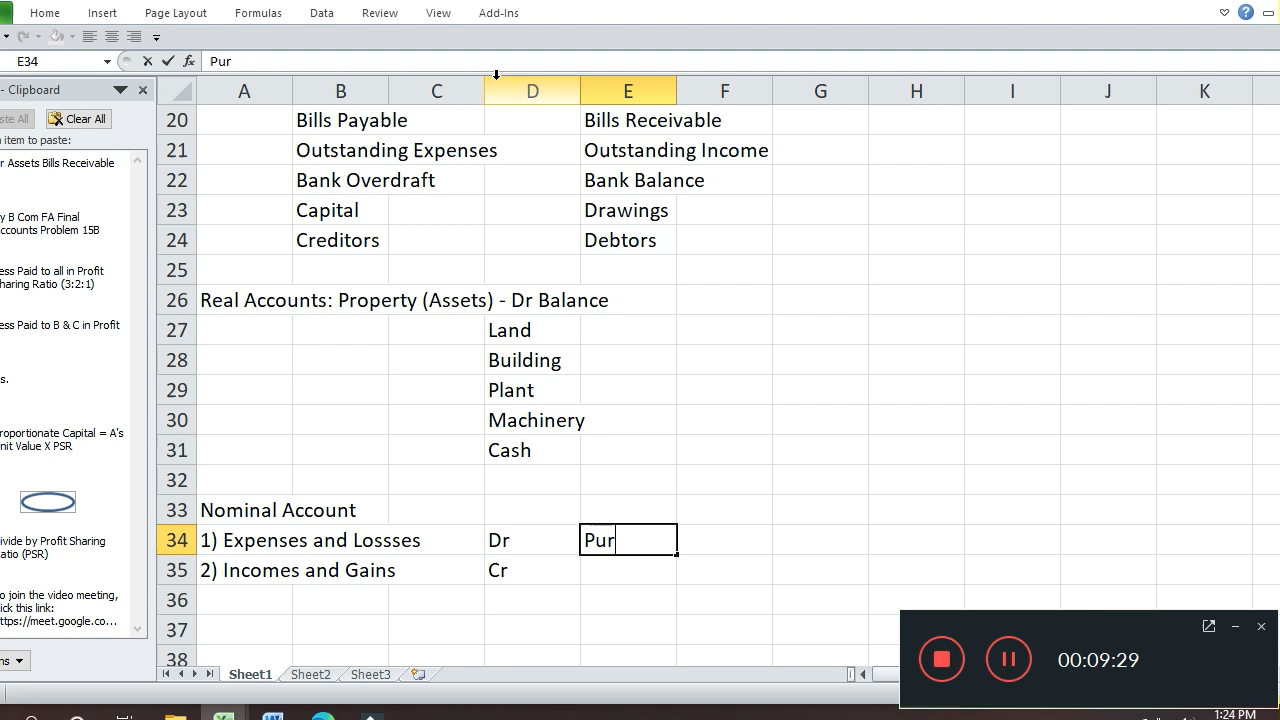 Home Insert Page Layout Formulas Data Review View Add-Ins
E34 fx Pur
- Clipboard
Clear All
item to paste:
r Assets Bills Receivable
y B Com FA Final
ccounts Problem 15B
ess Paid to all in Profit
haring Ratio (3:2:1)
ess Paid to B & C in Profit
s.
roportionate Capital = A's
nit Value X PSR
ivide by Profit Sharing
atio (PSR)
o join the video meeting,
lick this link:
ttps://meet.google.co...
ns
A B C D E F G H I J K
20 Bills Payable Bills Receivable
21 Outstanding Expenses Outstanding Income
22 Bank Overdraft Bank Balance
23 Capital Drawings
24 Creditors Debtors
25
26 Real Accounts: Property (Assets) - Dr Balance
27 Land
28 Building
29 Plant
30 Machinery
31 Cash
32
33 Nominal Account
34 1) Expenses and Lossses Dr Pur
35 2) Incomes and Gains Cr
36
37
38
Sheet1 Sheet2 Sheet3
00:09:29
1:24 PM